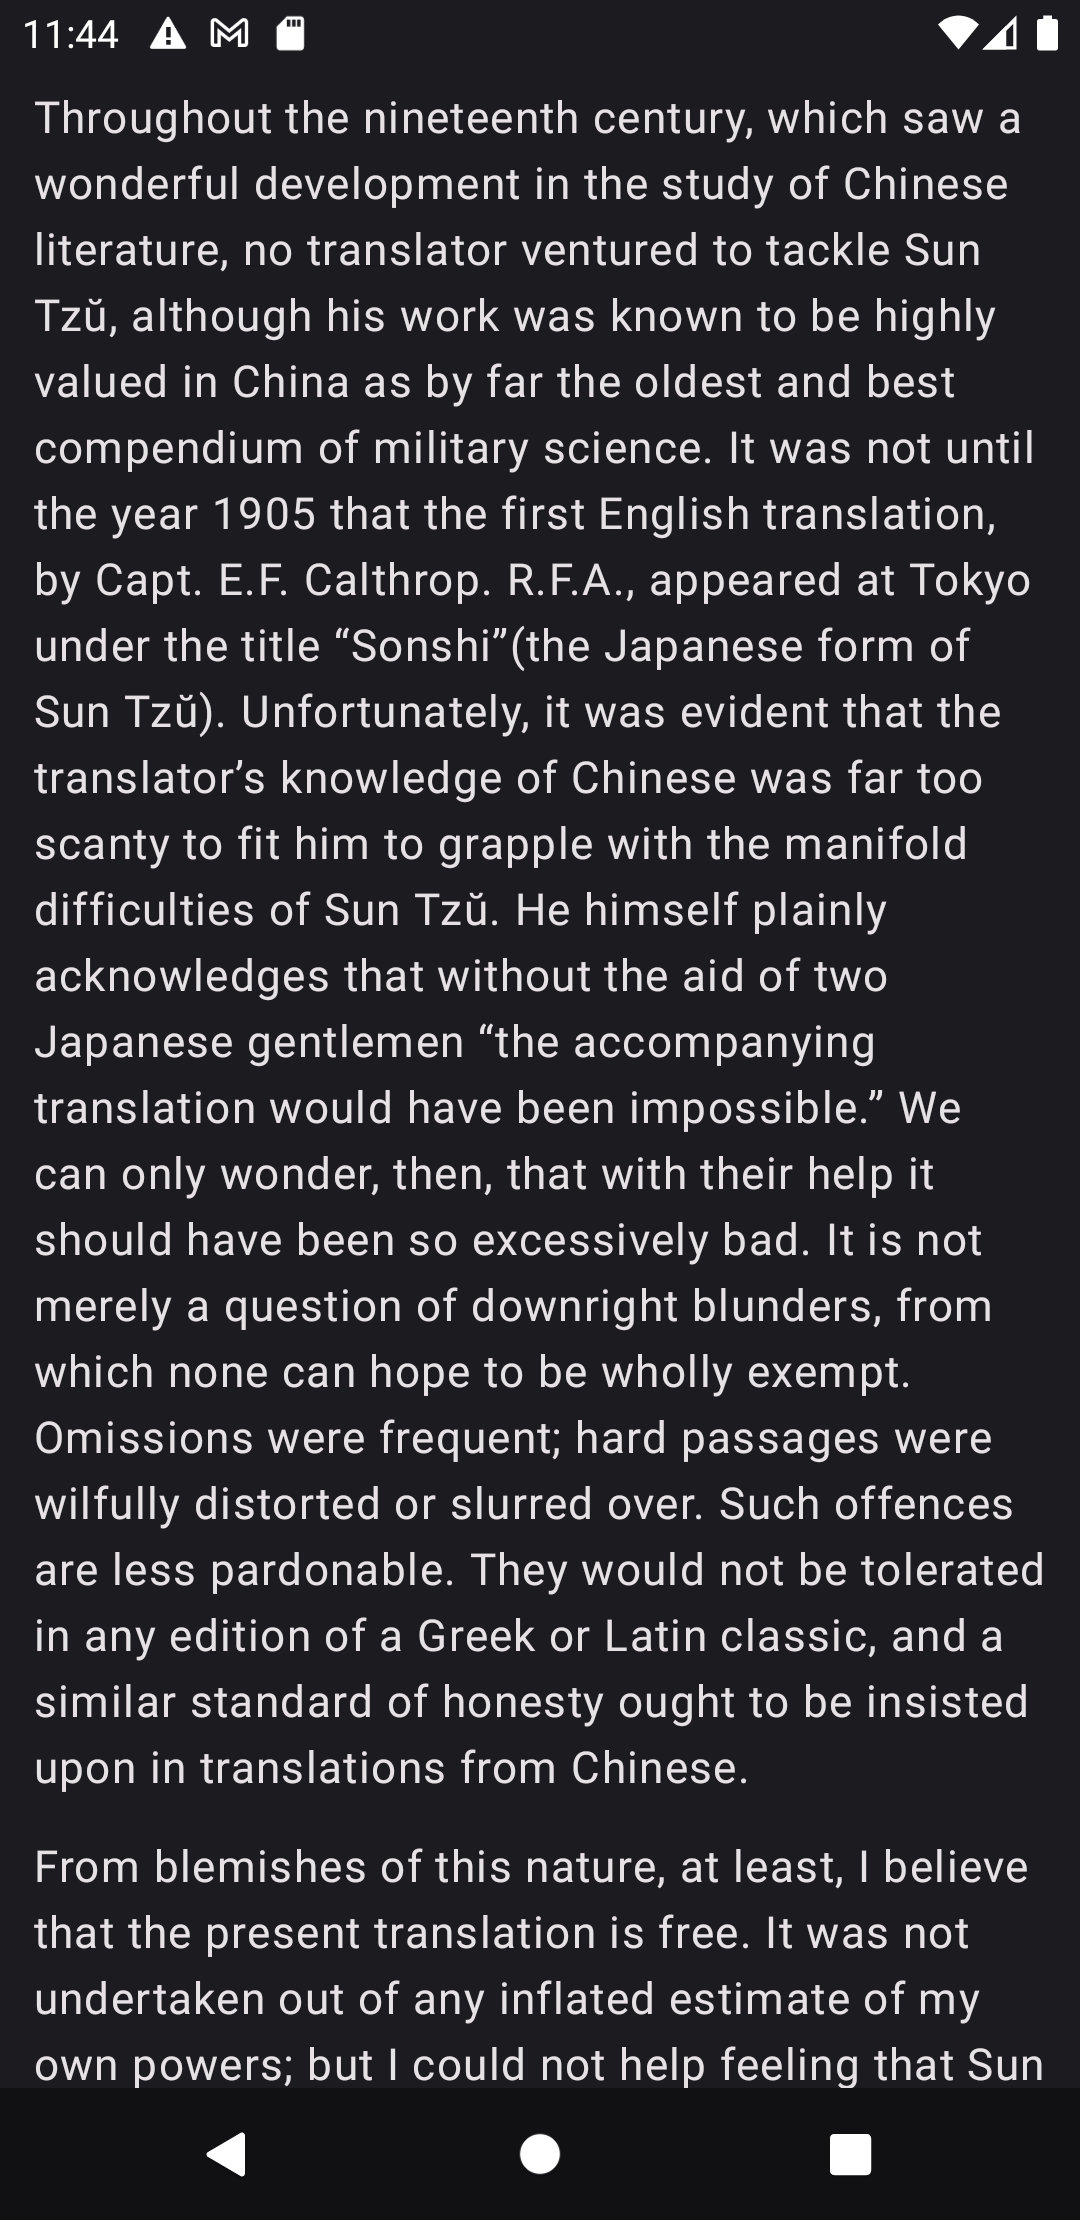 11:44
Throughout the nineteenth century, which saw a
wonderful development in the study of Chinese
literature, no translator ventured to tackle Sun
Tzŭ, although his work was known to be highly
valued in China as by far the oldest and best
compendium of military science. It was not until
the year 1905 that the first English translation,
by Capt. E.F. Calthrop. R.F.A., appeared at Tokyo
under the title “Sonshi”(the Japanese form of
Sun Tzŭ). Unfortunately, it was evident that the
translator’s knowledge of Chinese was far too
scanty to fit him to grapple with the manifold
difficulties of Sun Tzŭ. He himself plainly
acknowledges that without the aid of two
Japanese gentlemen “the accompanying
translation would have been impossible.” We
can only wonder, then, that with their help it
should have been so excessively bad. It is not
merely a question of downright blunders, from
which none can hope to be wholly exempt.
Omissions were frequent; hard passages were
wilfully distorted or slurred over. Such offences
are less pardonable. They would not be tolerated
in any edition of a Greek or Latin classic, and a
similar standard of honesty ought to be insisted
upon in translations from Chinese.
From blemishes of this nature, at least, I believe
that the present translation is free. It was not
undertaken out of any inflated estimate of my
own powers; but I could not help feeling that Sun